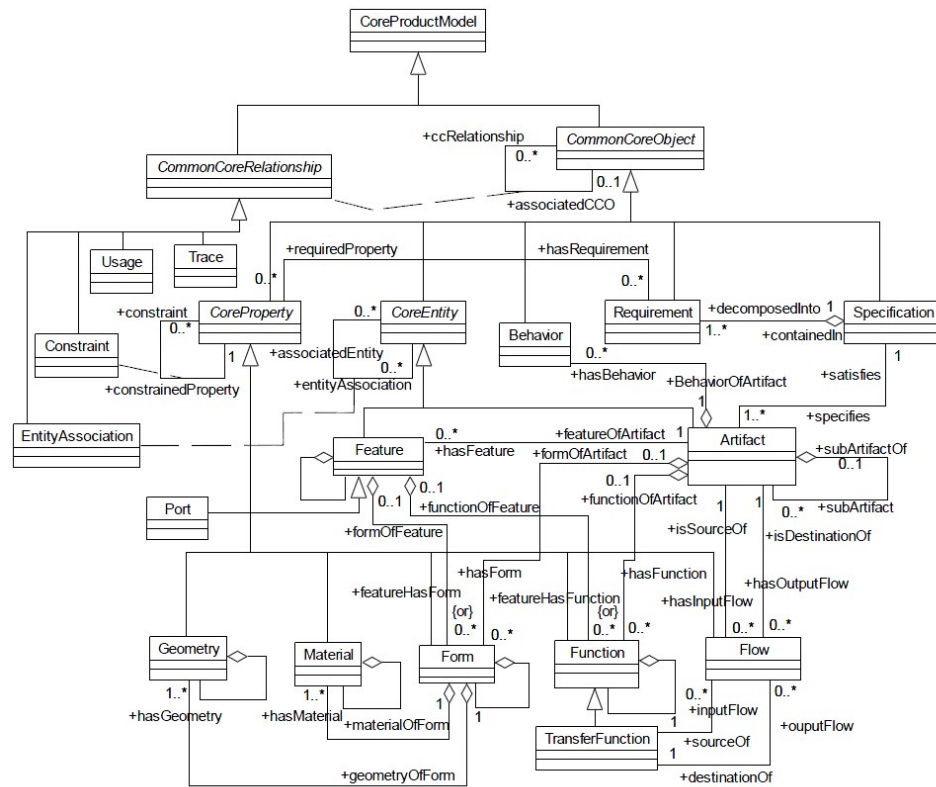 CoreProductModel
+ccRelationship
CommonCoreObject
0..*
CommonCoreRelationship
0..1
+associatedCCO
Usage
Trace
+requiredProperty
+hasRequirement
0..*
0..*
+constraint
CoreProperty
0..*
CoreEntity
Behavior
Requirement
+decomposedInto
1
Specification
0..*
1..*
+containedIn
Constraint
1
+associatedEntity
0..*
0..*
1
+constrainedProperty
+entityAssociation
+hasBehavior
+BehaviorOfArtifact
+satisfies
1
1..*
+specifies
EntityAssociation
Feature
0..*
+featureOfArtifact
1
Artifact
+hasFeature
+formOfArtifact
0..1
+subArtifactOf
0..1
0..1
0..1
0..1
+functionOfArtifact
Port
+functionOfFeature
1
1
0..*
+subArtifact
+formOfFeature
+isSourceOf
+isDestinationOf
+hasForm
+hasFunction
+featureHasForm
+featureHasFunction
+hasInputFlow
+hasOutputFlow
{or}
{or}
0..*
0..*
0..*
0..*
0..*
0..*
Geometry
Material
Form
Function
Flow
1..*
1..*
1
1
0..*
0..*
+hasGeometry
+hasMaterial
+materialOfForm
1
+inputFlow
+ouputFlow
TransferFunction
1
+sourceOf
+geometryOfForm
+destinationOf